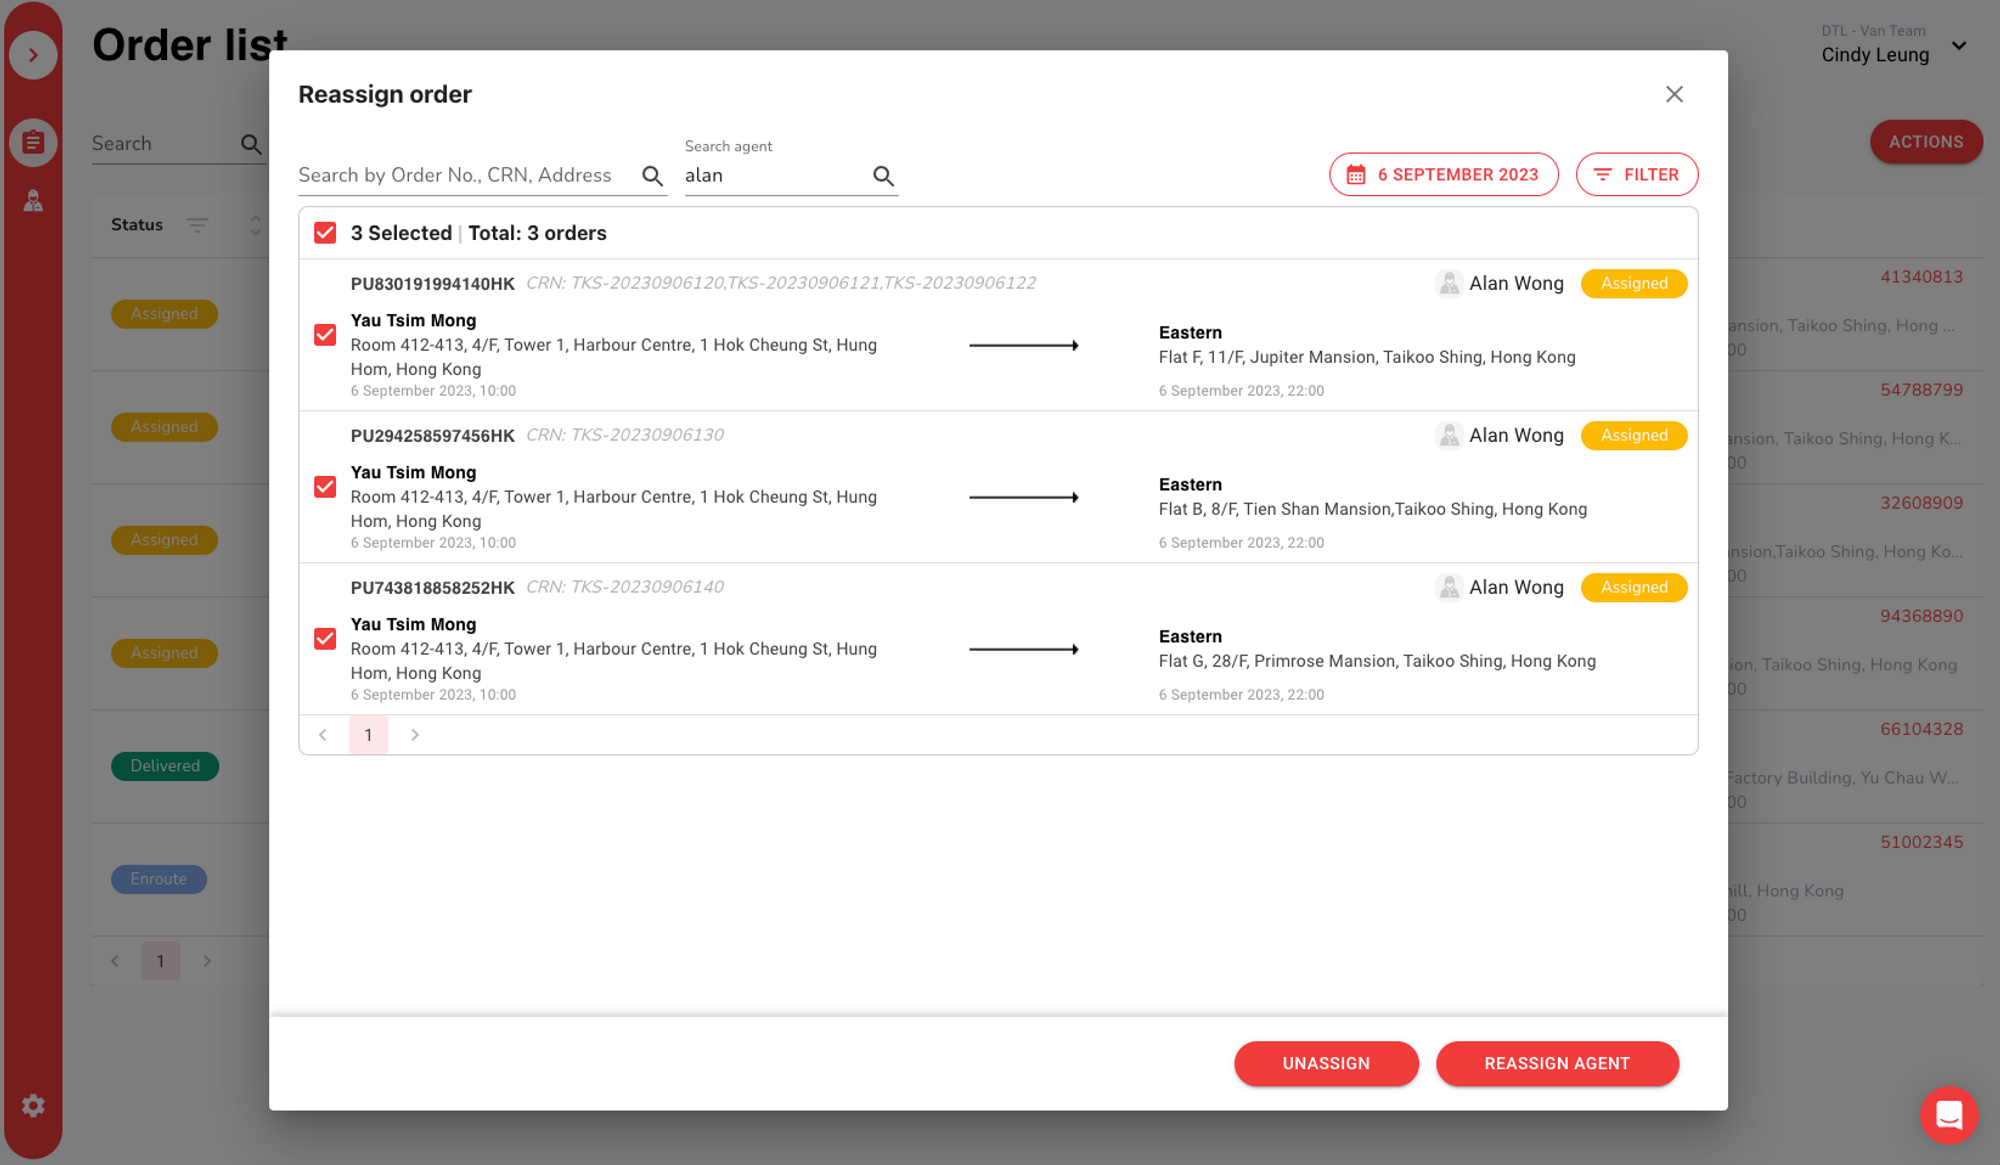 Order list
DTL - Van Team
Cindy Leung
Search
ACTIONS
Status
Assigned
Assigned
Assigned
Assigned
Delivered
Enroute
1
Reassign order
Search by Order No., CRN, Address
Search agent
alan
6 SEPTEMBER 2023
FILTER
3 Selected | Total: 3 orders
PU830191994140HK CRN: TKS-20230906120,TKS-20230906121,TKS-20230906122
Alan Wong Assigned
Yau Tsim Mong
Room 412-413, 4/F, Tower 1, Harbour Centre, 1 Hok Cheung St, Hung
Hom, Hong Kong
6 September 2023, 10:00
Eastern
Flat F, 11/F, Jupiter Mansion, Taikoo Shing, Hong Kong
6 September 2023, 22:00
PU294258597456HK CRN: TKS-20230906130
Alan Wong Assigned
Yau Tsim Mong
Room 412-413, 4/F, Tower 1, Harbour Centre, 1 Hok Cheung St, Hung
Hom, Hong Kong
6 September 2023, 10:00
Eastern
Flat B, 8/F, Tien Shan Mansion,Taikoo Shing, Hong Kong
6 September 2023, 22:00
PU743818858252HK CRN: TKS-20230906140
Alan Wong Assigned
Yau Tsim Mong
Room 412-413, 4/F, Tower 1, Harbour Centre, 1 Hok Cheung St, Hung
Hom, Hong Kong
6 September 2023, 10:00
Eastern
Flat G, 28/F, Primrose Mansion, Taikoo Shing, Hong Kong
6 September 2023, 22:00
1
UNASSIGN
REASSIGN AGENT
41340813
ansion, Taikoo Shing, Hong ...
00
54788799
ansion, Taikoo Shing, Hong K...
00
32608909
nsion,Taikoo Shing, Hong Ko...
00
94368890
ion, Taikoo Shing, Hong Kong
00
66104328
Factory Building, Yu Chau W...
00
51002345
hill, Hong Kong
00